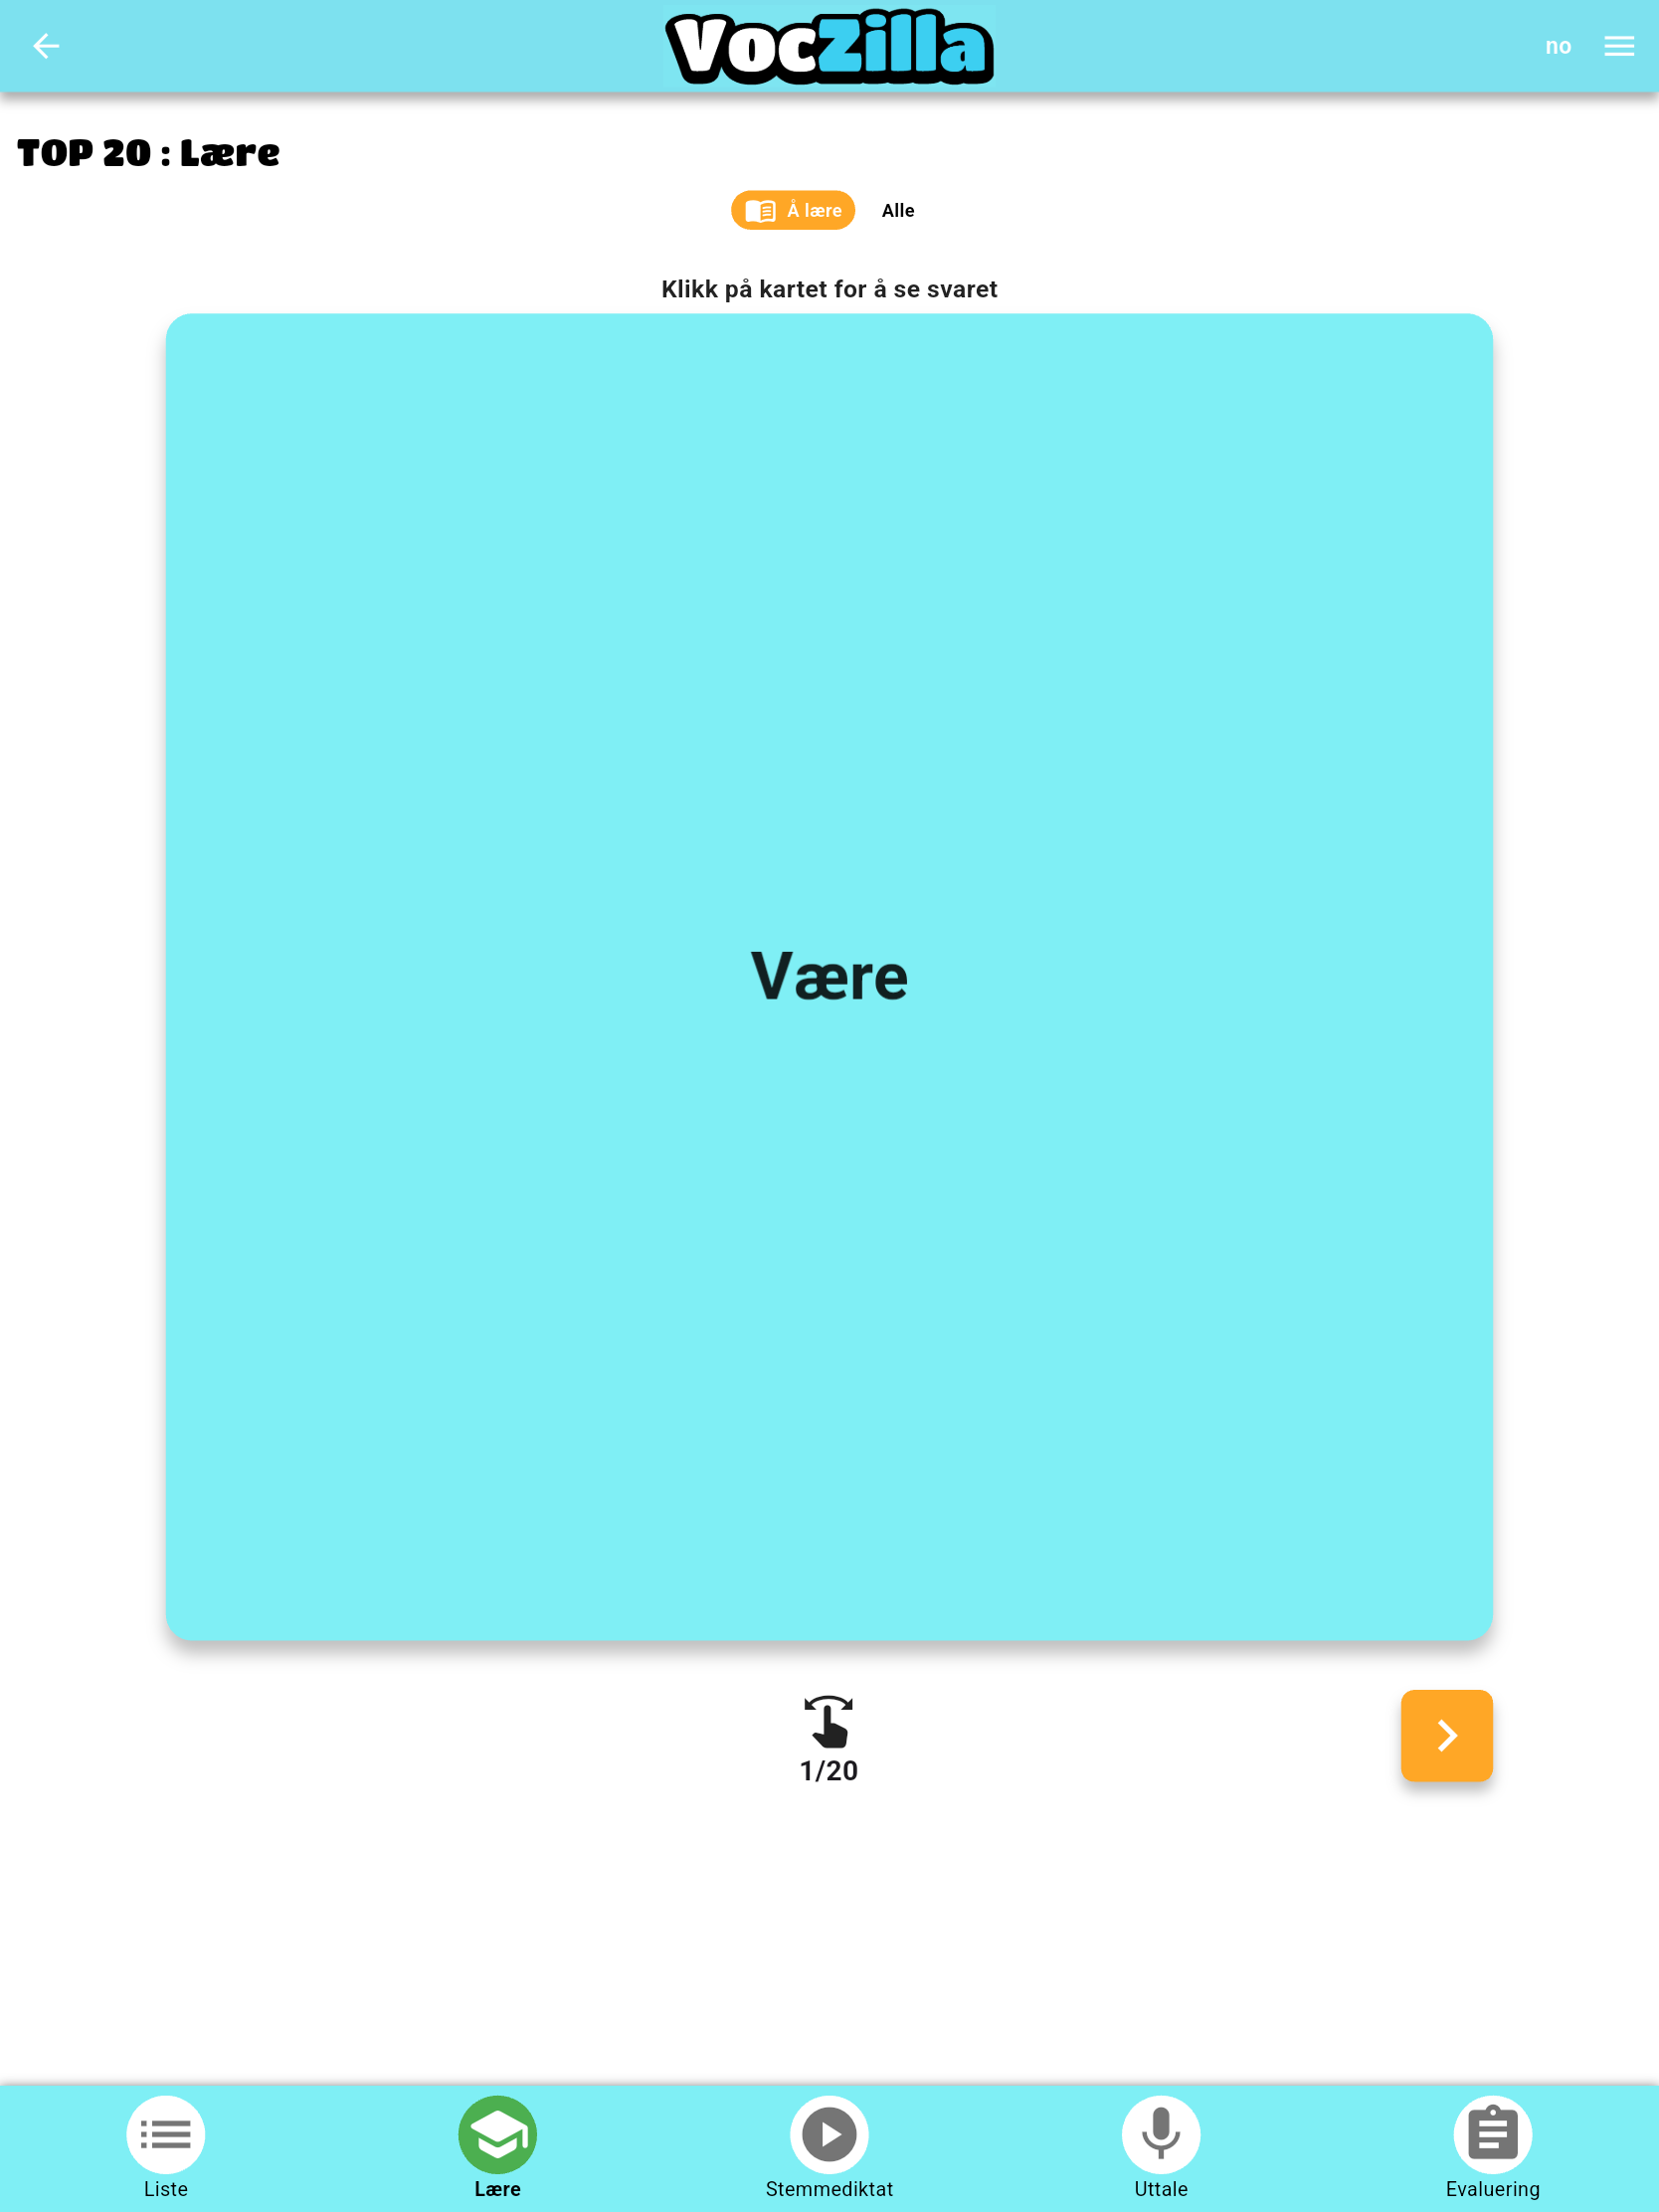 VocZilla
no
TOP 20 : Lære
Å lære
Alle
Klikk på kartet for å se svaret
Være
1/20
Liste
Lære
Stemmediktat
Uttale
Evaluering